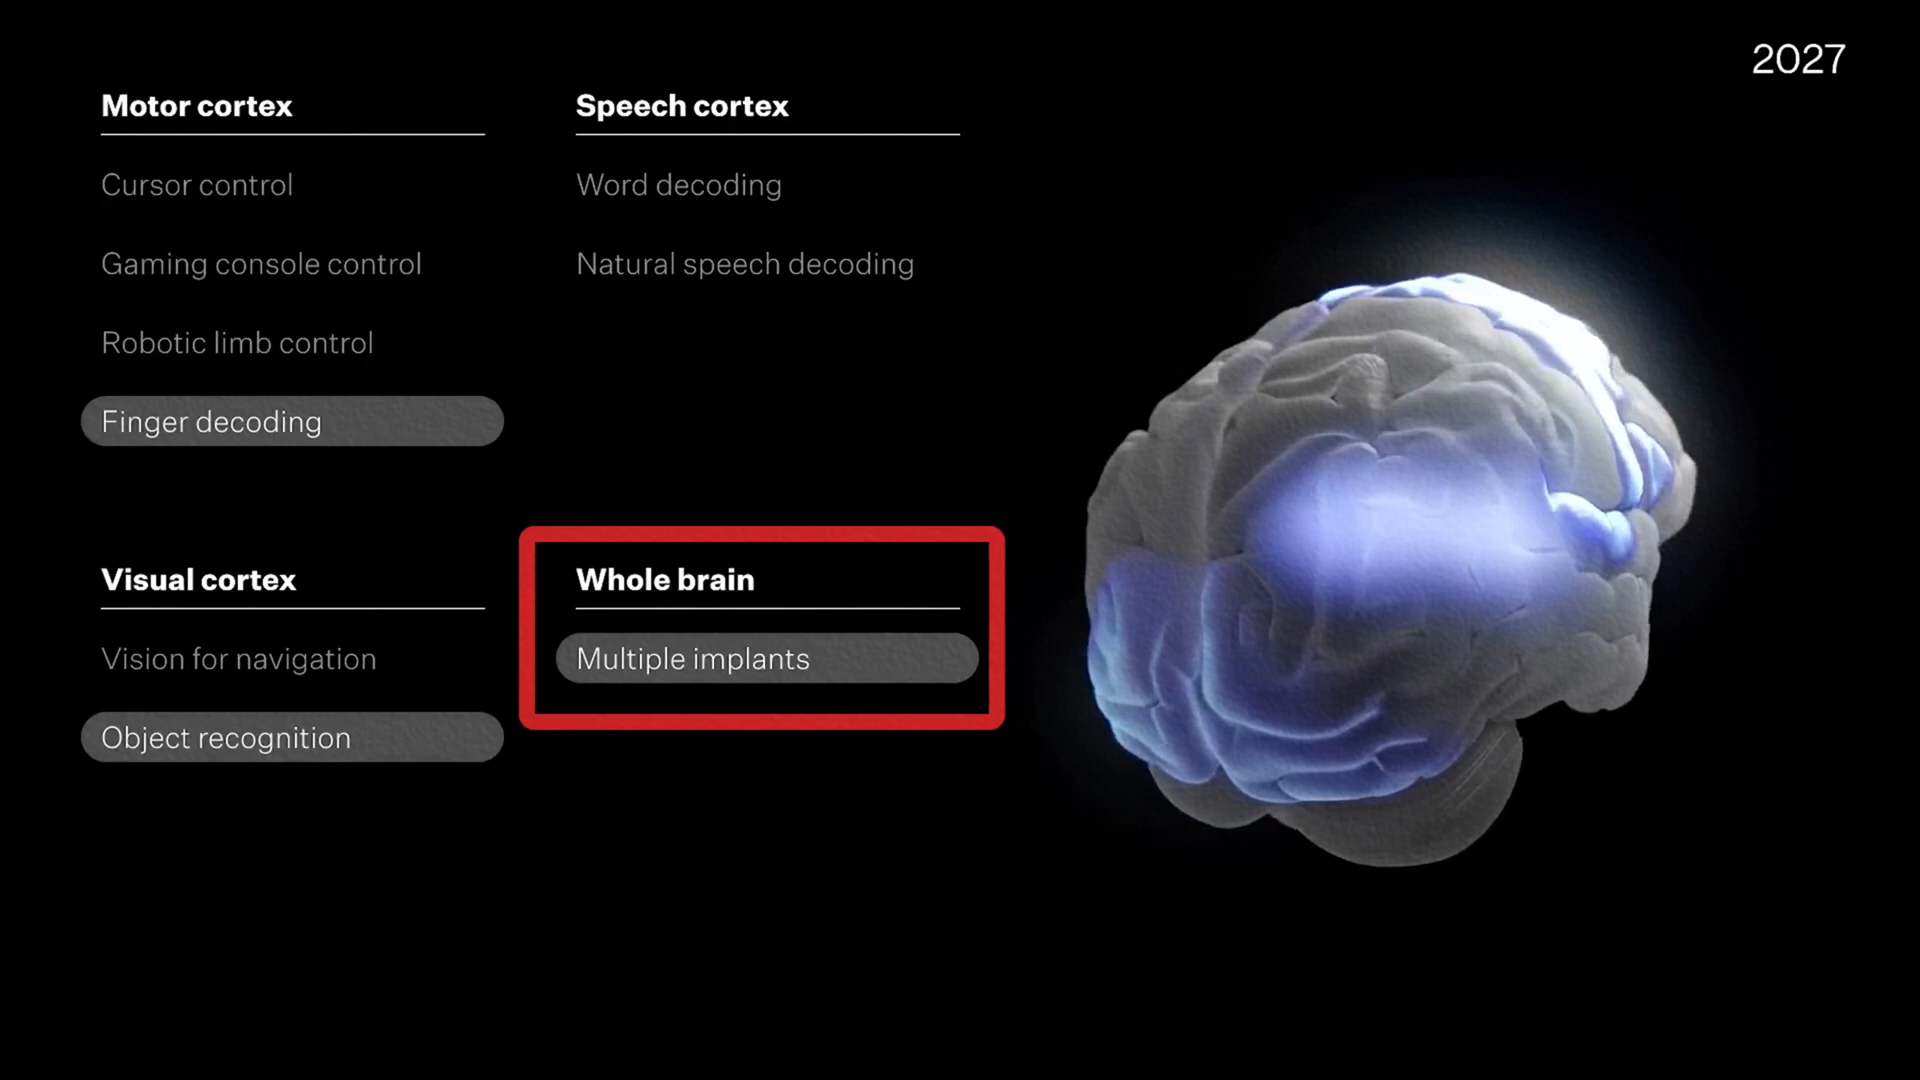 2027
Motor cortex
Cursor control
Gaming console control
Robotic limb control
Finger decoding
Speech cortex
Word decoding
Natural speech decoding
Visual cortex
Vision for navigation
Object recognition
Whole brain
Multiple implants